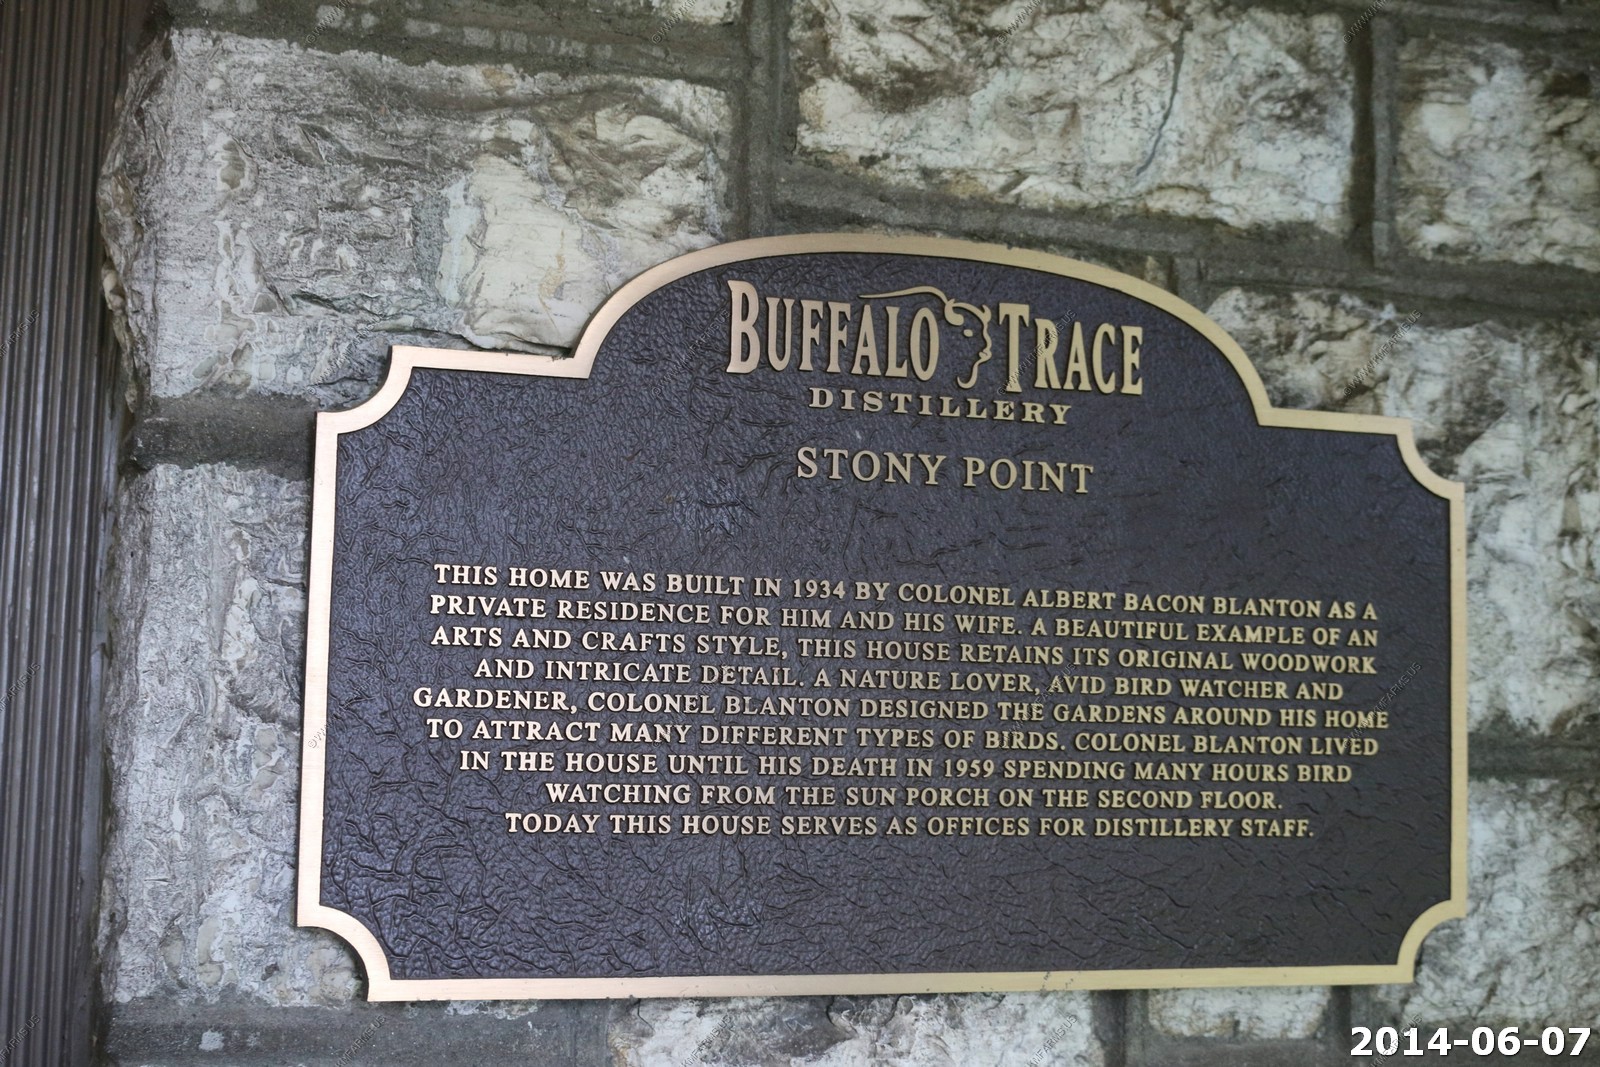 BUFFALO TRACE
DISTILLERY
STONY POINT
THIS HOME WAS BUILT IN 1934 BY COLONEL ALBERT BACON BLANTON AS A
PRIVATE RESIDENCE FOR HIM AND HIS WIFE. A BEAUTIFUL EXAMPLE OF AN
ARTS AND CRAFTS STYLE, THIS HOUSE RETAINS ITS ORIGINAL WOODWORK
AND INTRICATE DETAIL. A NATURE LOVER, AVID BIRD WATCHER AND
GARDENER, COLONEL BLANTON DESIGNED THE GARDENS AROUND HIS HOME
TO ATTRACT MANY DIFFERENT TYPES OF BIRDS. COLONEL BLANTON LIVED
IN THE HOUSE UNTIL HIS DEATH IN 1959 SPENDING MANY HOURS BIRD
WATCHING FROM THE SUN PORCH ON THE SECOND FLOOR.
TODAY THIS HOUSE SERVES AS OFFICES FOR DISTILLERY STAFF.
2014-06-07